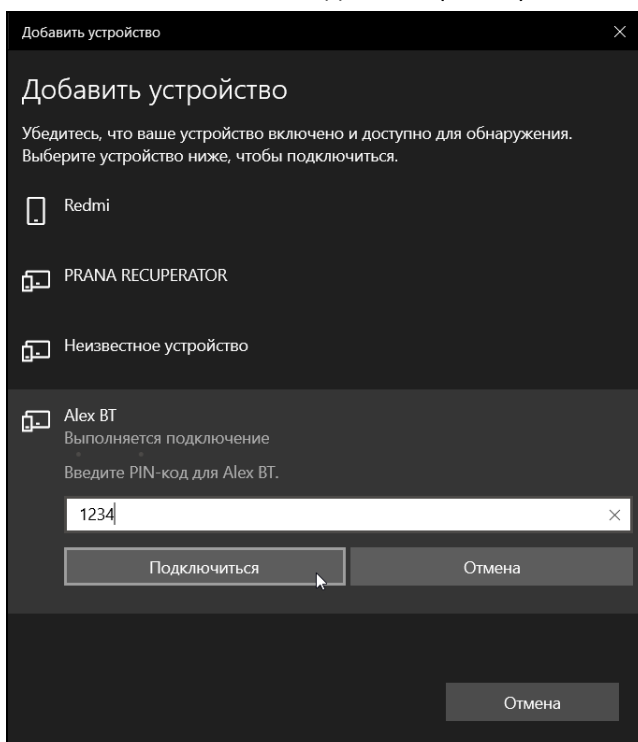 Добавить устройство
Добавить устройство
Убедитесь, что ваше устройство включено и доступно для обнаружения.
Выберите устройство ниже, чтобы подключиться.
Redmi
PRANA RECUPERATOR
Неизвестное устройство
Alex BT
Выполняется подключение
Введите PIN-код для Alex BT.
1234
Подключиться Отмена
Отмена